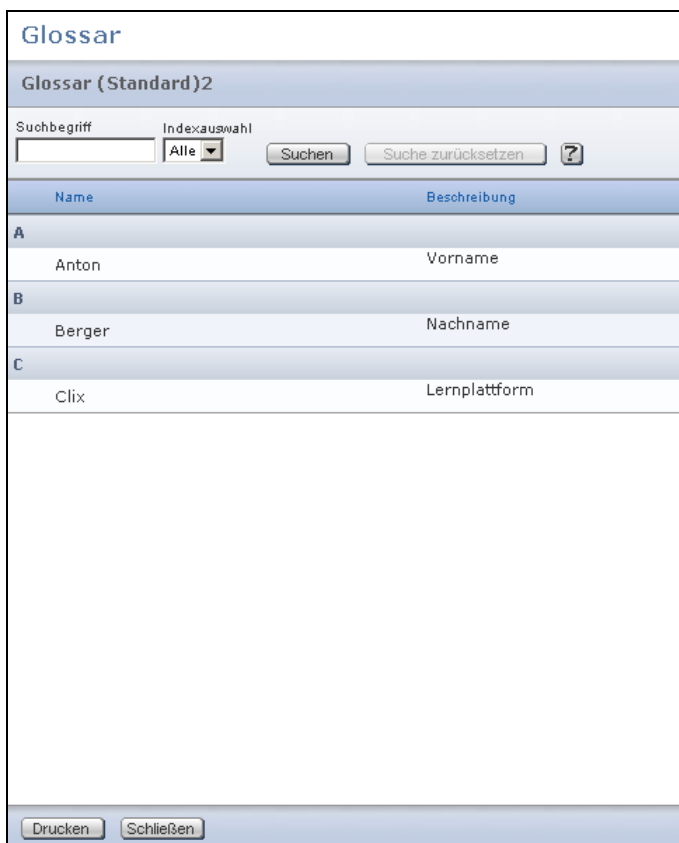 Glossar
Glossar (Standard)2
Suchbegriff Indexauswahl
Alle Suchen Suche zurücksetzen ?
Name Beschreibung
A
Anton Vorname
B
Berger Nachname
C
Clix Lernplattform
Drucken Schließen